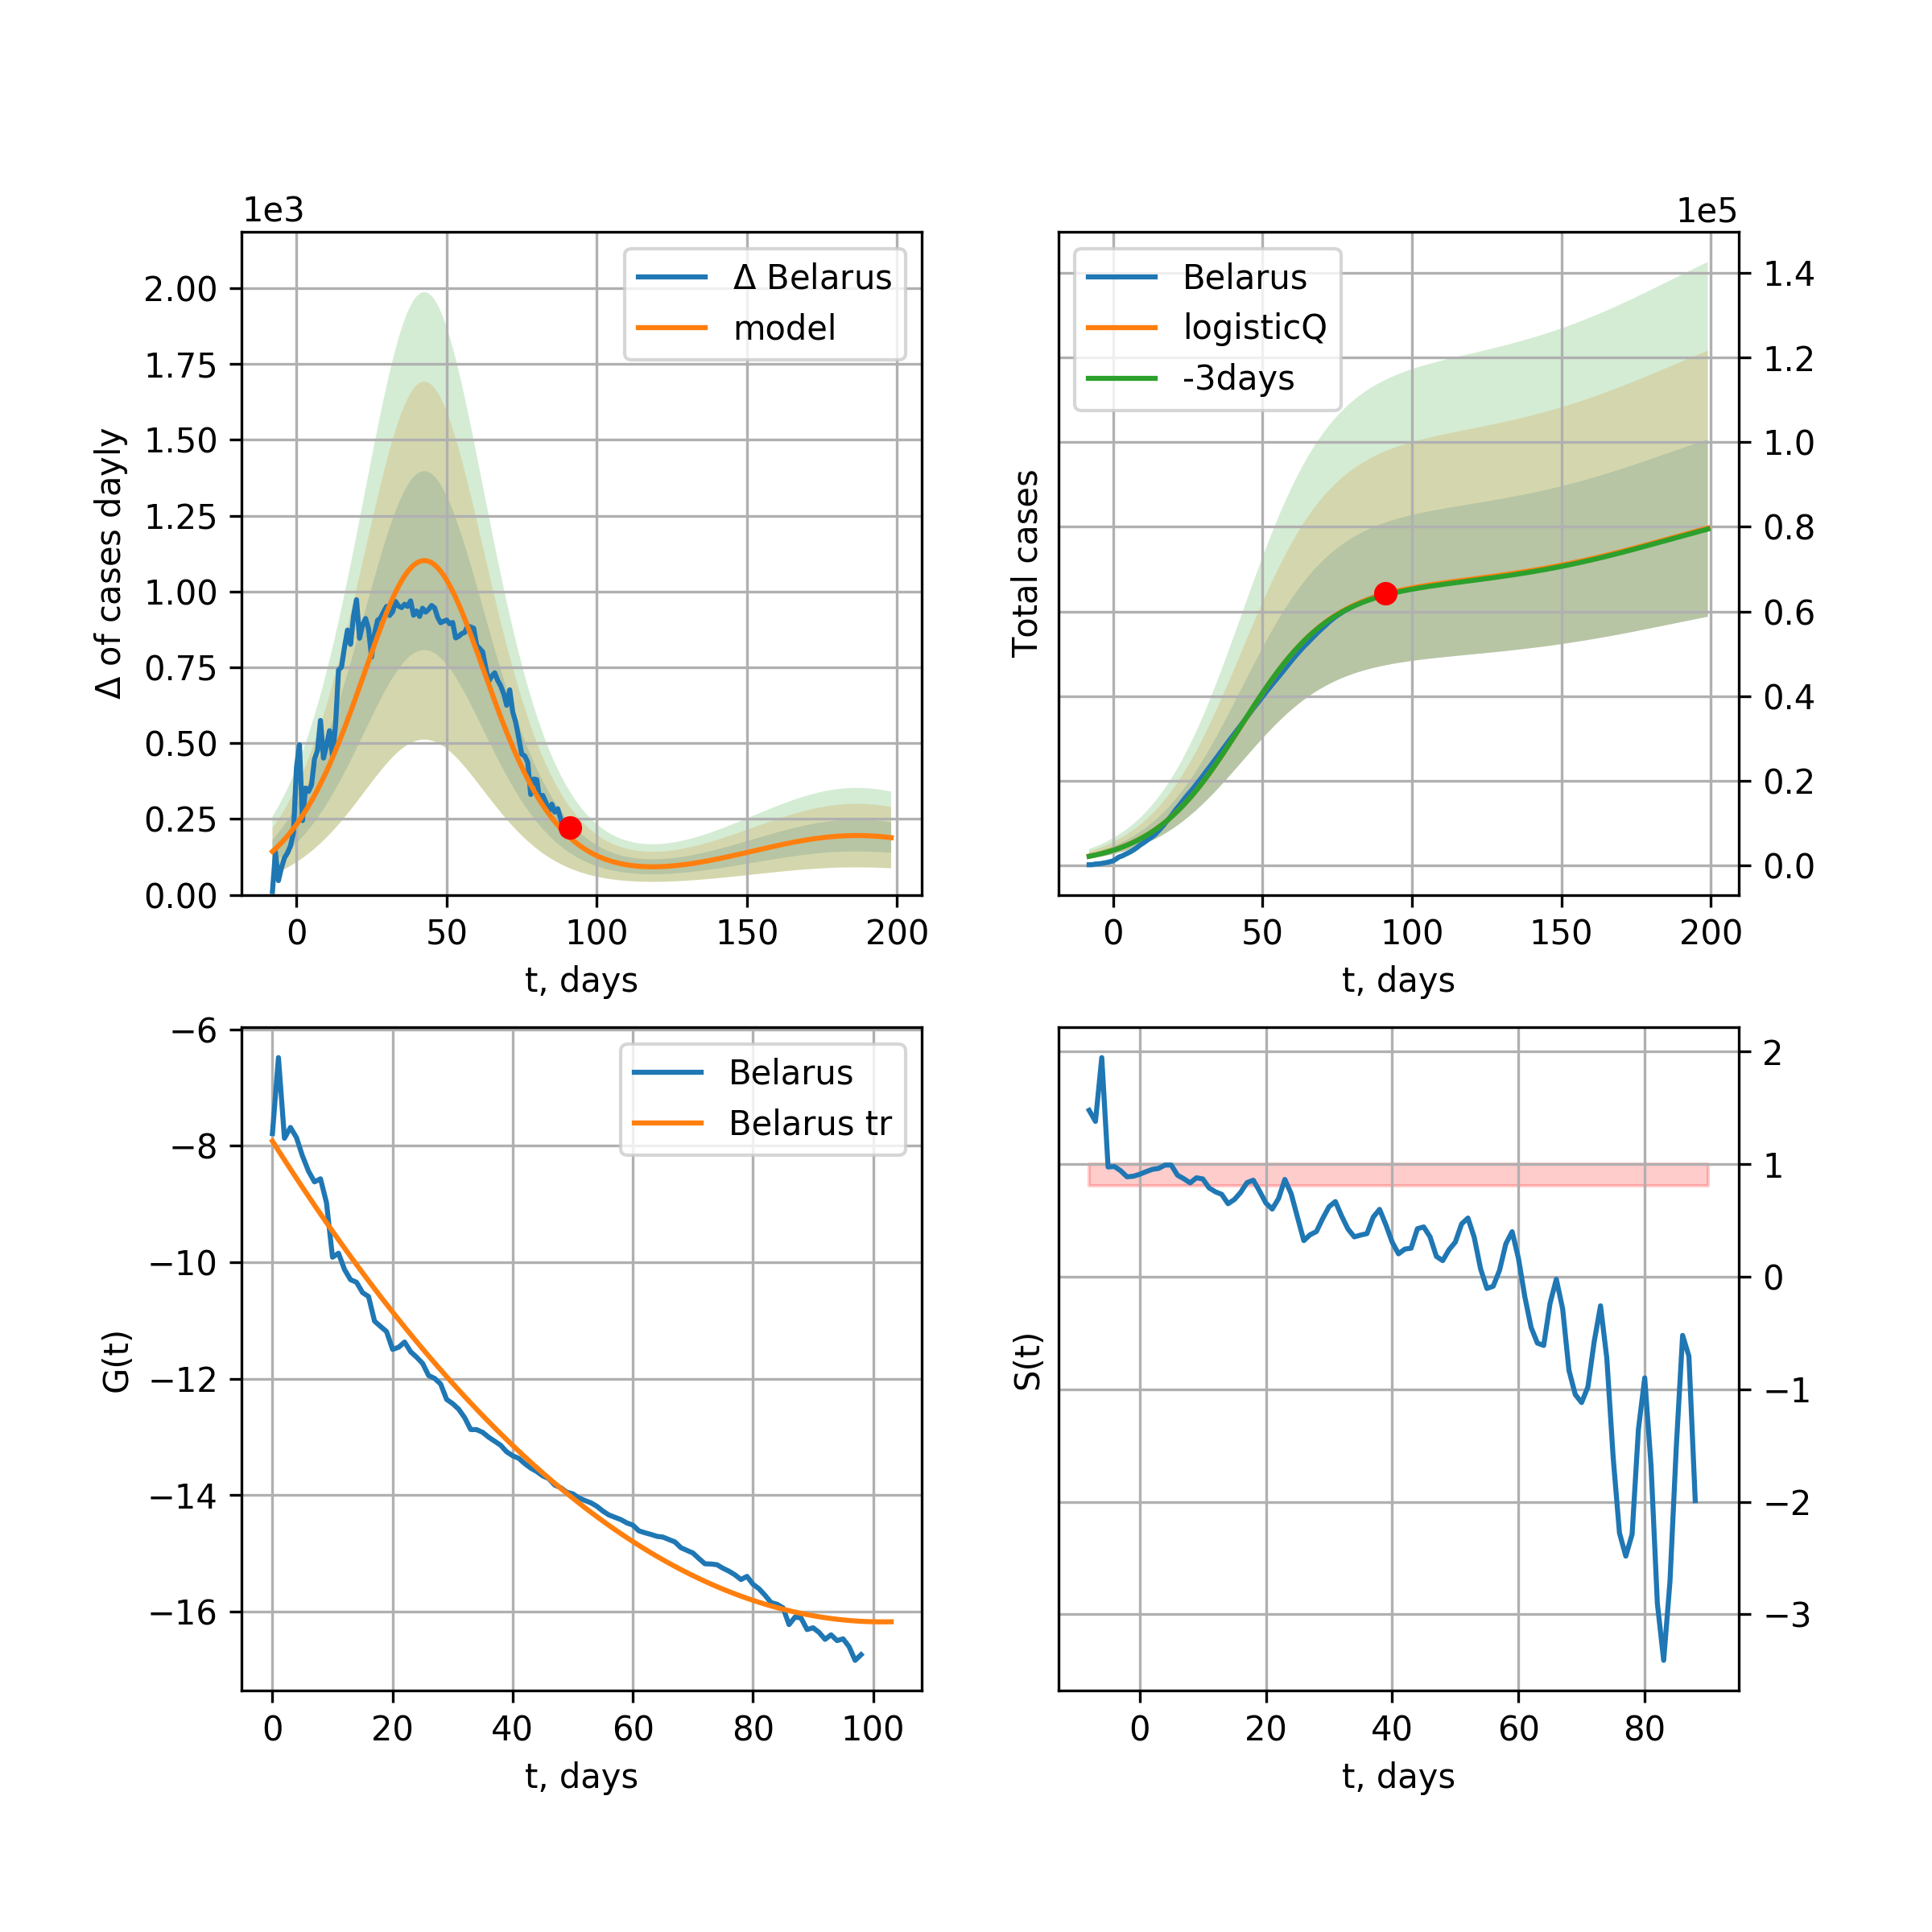 1e3
Δ of cases dayly
2.00
1.75
1.50
1.25
1.00
0.75
0.50
0.25
0.00
0 50 100 150 200
t, days
Δ Belarus
model
1e5
Total cases
1.4
1.2
1.0
0.8
0.6
0.4
0.2
0.0
0 50 100 150 200
t, days
Belarus
logisticQ
-3days
G(t)
−6
−8
−10
−12
−14
−16
0 20 40 60 80 100
t, days
Belarus
Belarus tr
S(t)
2
1
0
−1
−2
−3
0 20 40 60 80
t, days